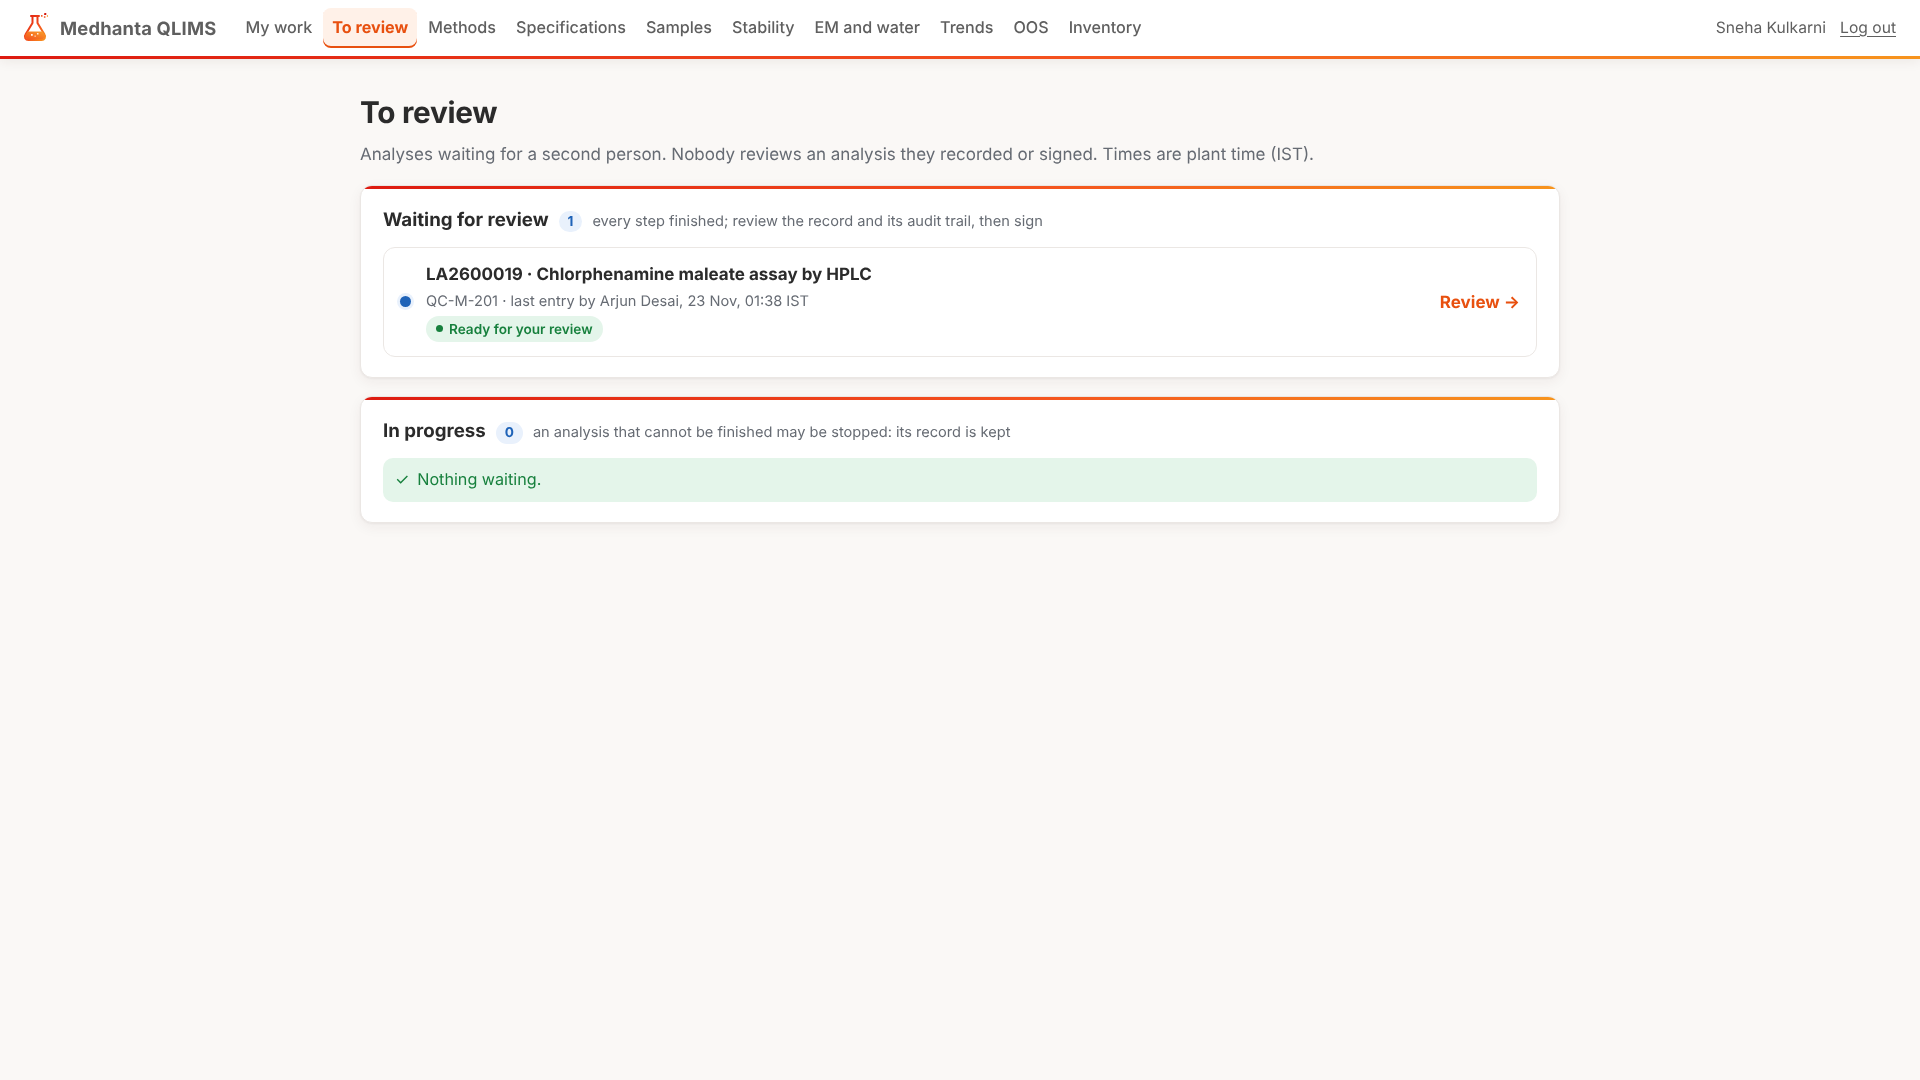 Medhanta QLIMS My work To review Methods Specifications Samples Stability EM and water Trends OOS Inventory Sneha Kulkarni Log out
To review
Analyses waiting for a second person. Nobody reviews an analysis they recorded or signed. Times are plant time (IST).
Waiting for review 1 every step finished; review the record and its audit trail, then sign
LA2600019 · Chlorphenamine maleate assay by HPLC
QC-M-201 · last entry by Arjun Desai, 23 Nov, 01:38 IST
Review →
Ready for your review
In progress 0 an analysis that cannot be finished may be stopped: its record is kept
✓ Nothing waiting.